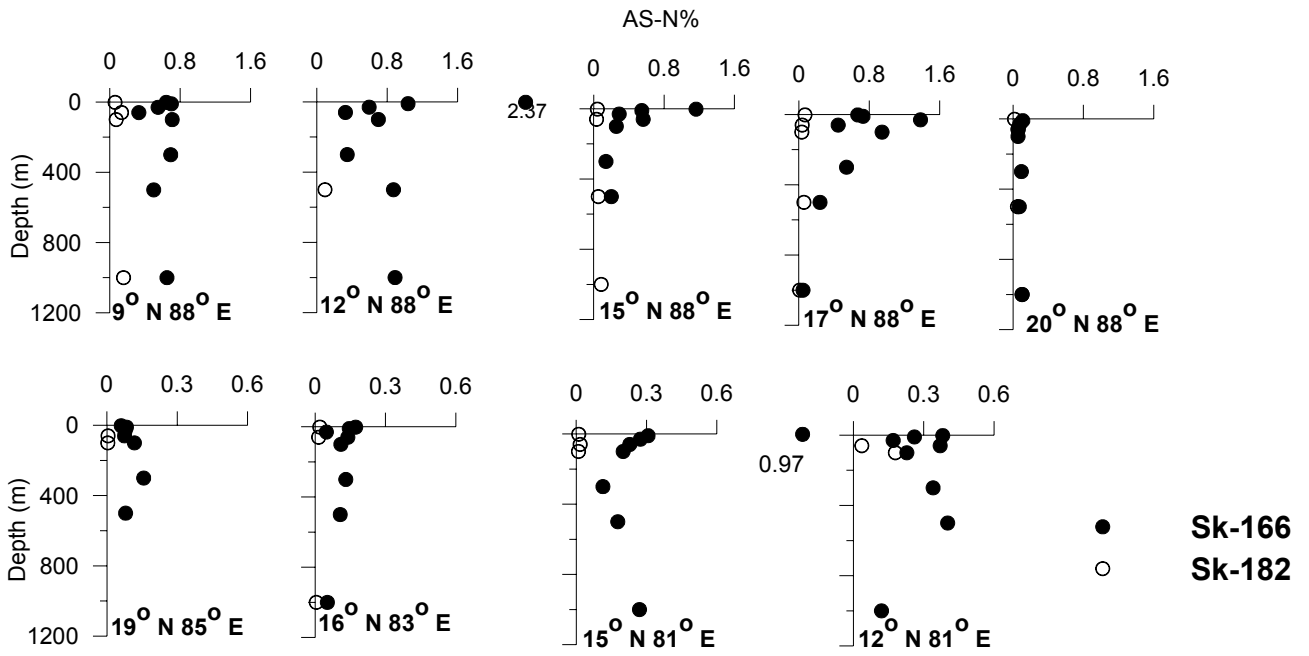 AS-N%
0 0.8 1.6
0 0.8 1.6
0 0.8 1.6
0 0.8 1.6
0 0.8 1.6
Depth (m)
0
400
800
1200
2.37
9° N 88° E
12° N 88° E
15° N 88° E
17° N 88° E
20° N 88° E
0 0.3 0.6
0 0.3 0.6
0 0.3 0.6
0 0.3 0.6
Depth (m)
0
400
800
1200
0.97
19° N 85° E
16° N 83° E
15° N 81° E
12° N 81° E
Sk-166
Sk-182